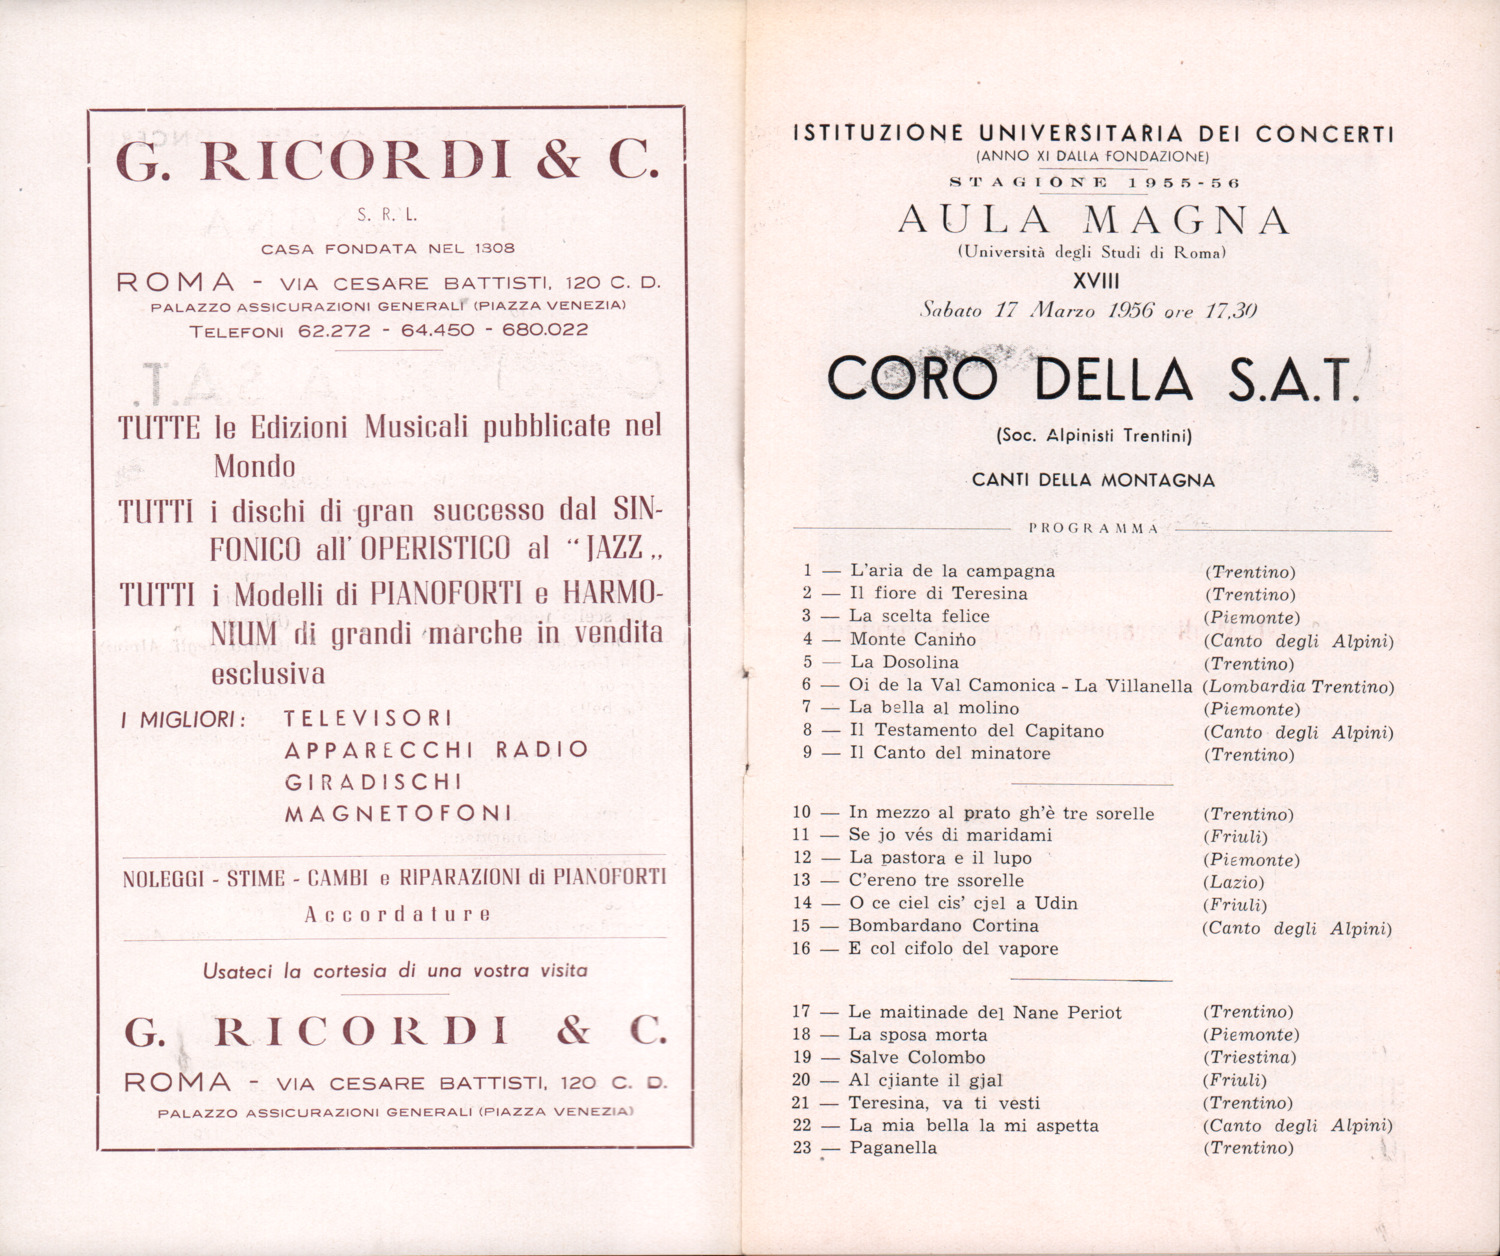 G. RICORDI & C.
S. R. L.
CASA FONDATA NEL 1808
ROMA - VIA CESARE BATTISTI, 120 C. D.
PALAZZO ASSICURAZIONI GENERALI (PIAZZA VENEZIA)
TELEFONI 62.272 - 64.450 - 680.022
TUTTE le Edizioni Musicali pubblicate nel
Mondo
TUTTI i dischi di gran successo dal SIN-
FONICO all' OPERISTICO al “ JAZZ „
TUTTI i Modelli di PIANOFORTI e HARMO-
NIUM di grandi marche in vendita
esclusiva
I MIGLIORI: TELEVISORI
APPARECCHI RADIO
GIRADISCHI
MAGNETOFONI
NOLEGGI - STIME - CAMBI e RIPARAZIONI di PIANOFORTI
Accordature
Usateci la cortesia di una vostra visita
G. RICORDI & C.
ROMA - VIA CESARE BATTISTI, 120 C. D.
PALAZZO ASSICURAZIONI GENERALI (PIAZZA VENEZIA)
ISTITUZIONE UNIVERSITARIA DEI CONCERTI
(ANNO XI DALLA FONDAZIONE)
STAGIONE 1955-56
AULA MAGNA
(Università degli Studi di Roma)
XVIII
Sabato 17 Marzo 1956 ore 17,30
CORO DELLA S.A.T.
(Soc. Alpinisti Trentini)
CANTI DELLA MONTAGNA
PROGRAMMA
1 — L'aria de la campagna (Trentino)
2 — Il fiore di Teresina (Trentino)
3 — La scelta felice (Piemonte)
4 — Monte Canino (Canto degli Alpini)
5 — La Dosolina (Trentino)
6 — Oi de la Val Camonica - La Villanella (Lombardia Trentino)
7 — La bella al molino (Piemonte)
8 — Il Testamento del Capitano (Canto degli Alpini)
9 — Il Canto del minatore (Trentino)
10 — In mezzo al prato gh'è tre sorelle (Trentino)
11 — Se jo vés di maridami (Friuli)
12 — La pastora e il lupo (Piemonte)
13 — C'ereno tre ssorelle (Lazio)
14 — O ce ciel cis' cjel a Udin (Friuli)
15 — Bombardano Cortina (Canto degli Alpini)
16 — E col cifolo del vapore
17 — Le maitinade del Nane Periot (Trentino)
18 — La sposa morta (Piemonte)
19 — Salve Colombo (Triestina)
20 — Al cjiante il gjal (Friuli)
21 — Teresina, va ti vesti (Trentino)
22 — La mia bella la mi aspetta (Canto degli Alpini)
23 — Paganella (Trentino)